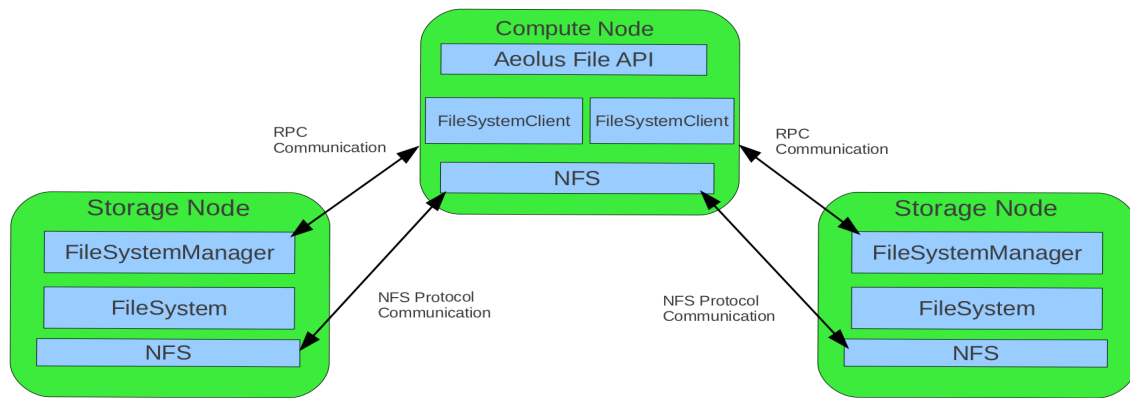 Compute Node
Aeolus File API
FileSystemClient
FileSystemClient
NFS
RPC
Communication
RPC
Communication
Storage Node
FileSystemManager
FileSystem
NFS
NFS Protocol
Communication
NFS Protocol
Communication
Storage Node
FileSystemManager
FileSystem
NFS